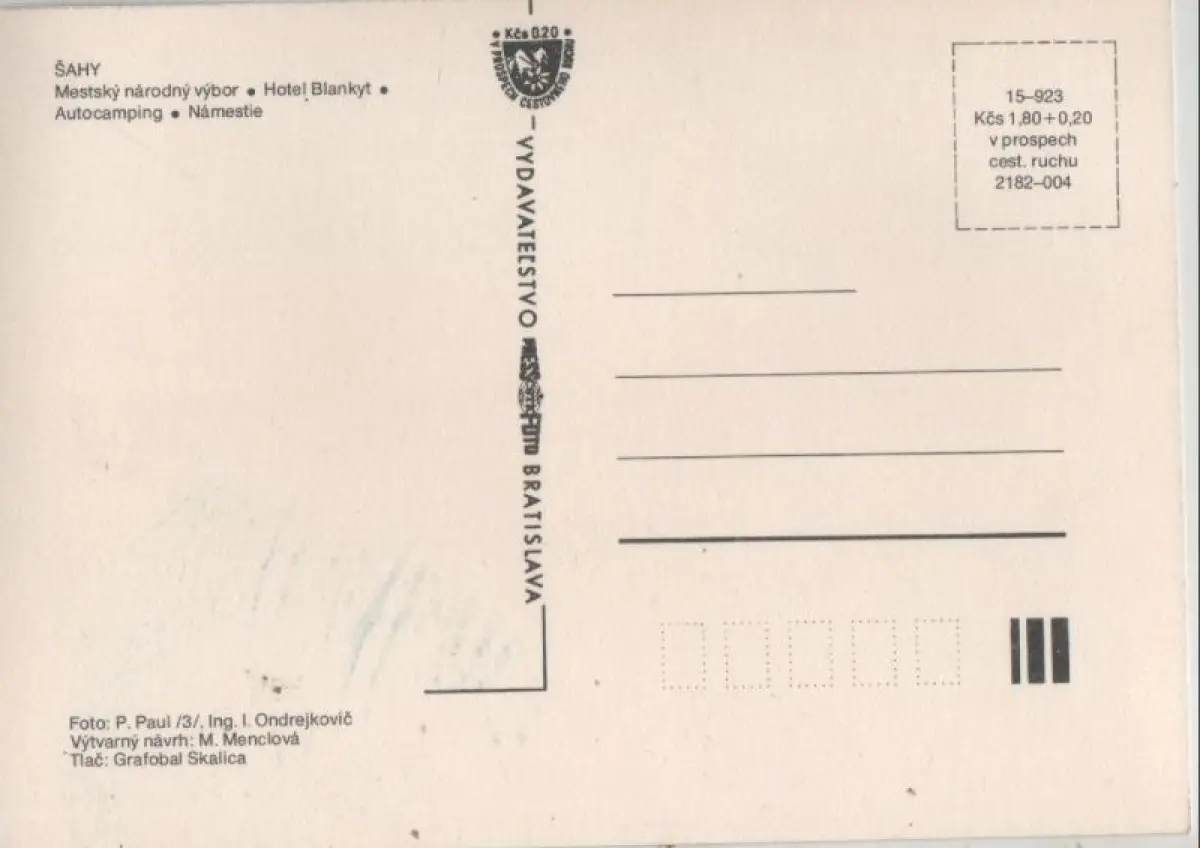 ŠAHY
Mestský národný výbor • Hotel Blankyt •
Autocamping • Námestie
• Kčs 0,20 •
V PROSPECH CESTOVNÉHO RUCHU
VYDAVATEĽSTVO PRESSFOTO BRATISLAVA
15–923
Kčs 1,80 + 0,20
v prospech
cest. ruchu
2182–004
Foto: P. Paul /3/, Ing. I. Ondrejkovič
Výtvarný návrh: M. Menclová
Tlač: Grafobal Skalica